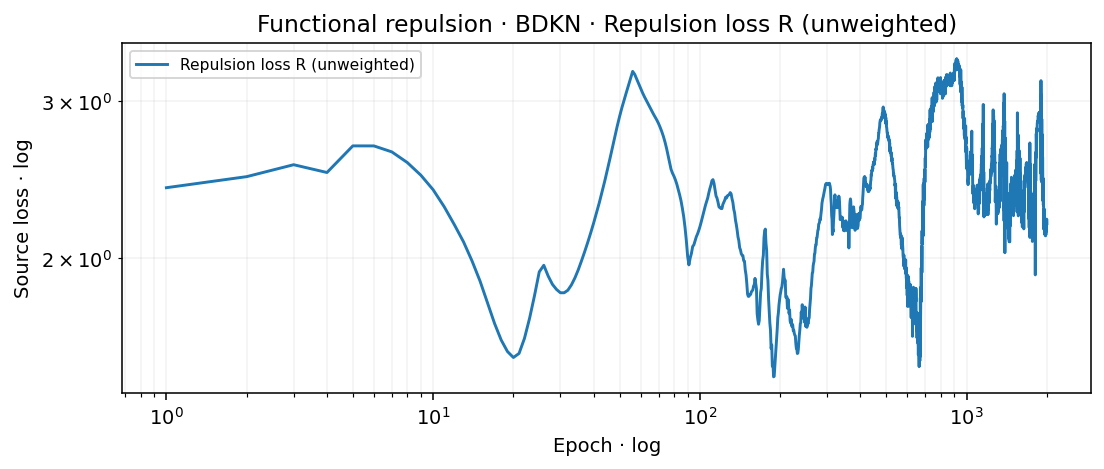 Functional repulsion · BDKN · Repulsion loss R (unweighted)
Repulsion loss R (unweighted)
Source loss · log
3 × 10⁰
2 × 10⁰
10⁰ 10¹ 10² 10³
Epoch · log